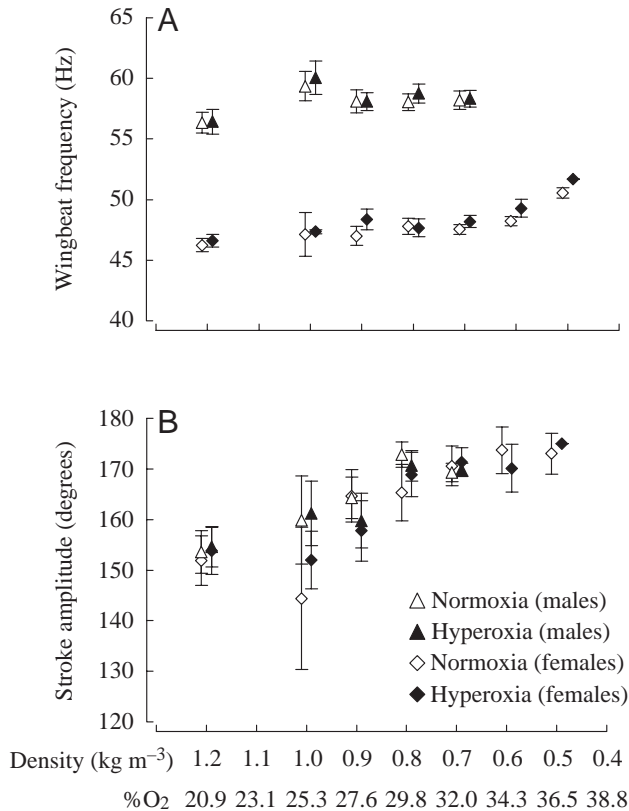 A
Wingbeat frequency (Hz)
65
60
55
50
45
40
B
Stroke amplitude (degrees)
180
170
160
150
140
130
120
Normoxia (males)
Hyperoxia (males)
Normoxia (females)
Hyperoxia (females)
Density (kg m⁻³) 1.2 1.1 1.0 0.9 0.8 0.7 0.6 0.5 0.4
%O₂ 20.9 23.1 25.3 27.6 29.8 32.0 34.3 36.5 38.8